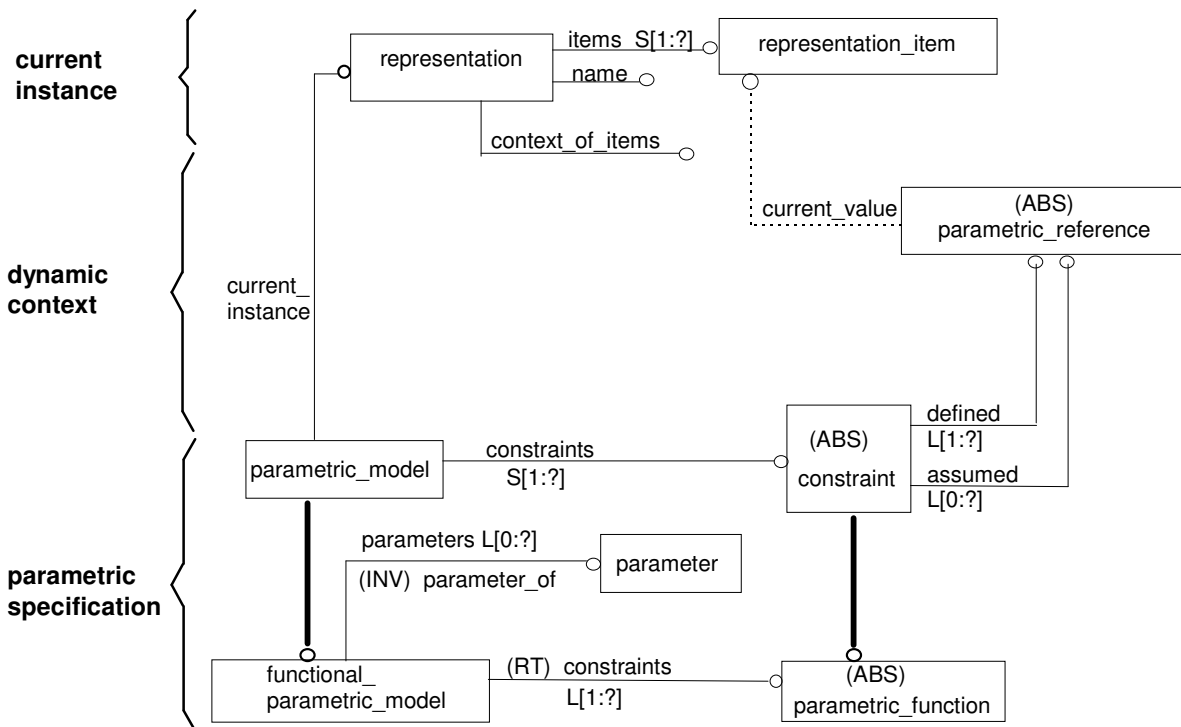 current
instance
representation
items S[1:?]
name
context_of_items
representation_item
dynamic
context
current_
instance
current_value
(ABS)
parametric_reference
parametric_model
constraints
S[1:?]
(ABS)
constraint
defined
L[1:?]
assumed
L[0:?]
parametric
specification
parameters L[0:?]
(INV) parameter_of
parameter
functional_
parametric_model
(RT) constraints
L[1:?]
(ABS)
parametric_function